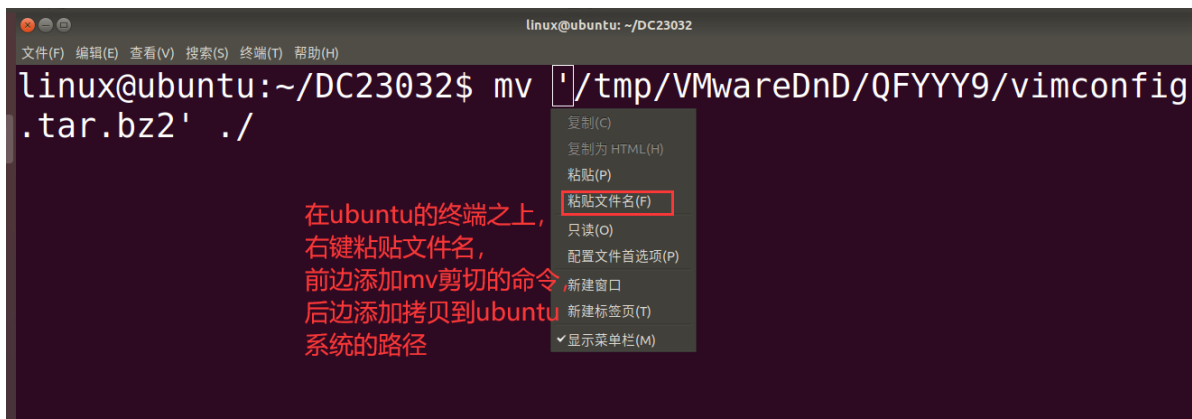 linux@ubuntu: ~/DC23032
文件(F) 编辑(E) 查看(V) 搜索(S) 终端(T) 帮助(H)
linux@ubuntu:~/DC23032$ mv '/tmp/VMwareDnD/QFYYY9/vimconfig
.tar.bz2' ./
复制(C)
复制为 HTML(H)
粘贴(P)
粘贴文件名(F)
只读(O)
配置文件首选项(P)
新建窗口
新建标签页(T)
✔显示菜单栏(M)
在ubuntu的终端之上，
右键粘贴文件名，
前边添加mv剪切的命令，
后边添加拷贝到ubuntu
系统的路径